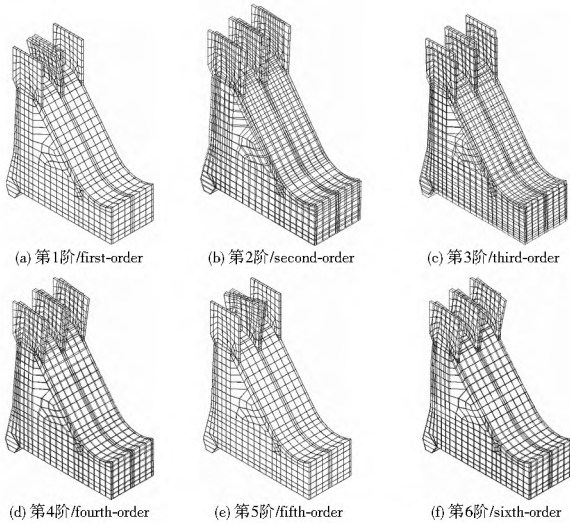 (a) 第1阶/first-order
(b) 第2阶/second-order
(c) 第3阶/third-order
(d) 第4阶/fourth-order
(e) 第5阶/fifth-order
(f) 第6阶/sixth-order